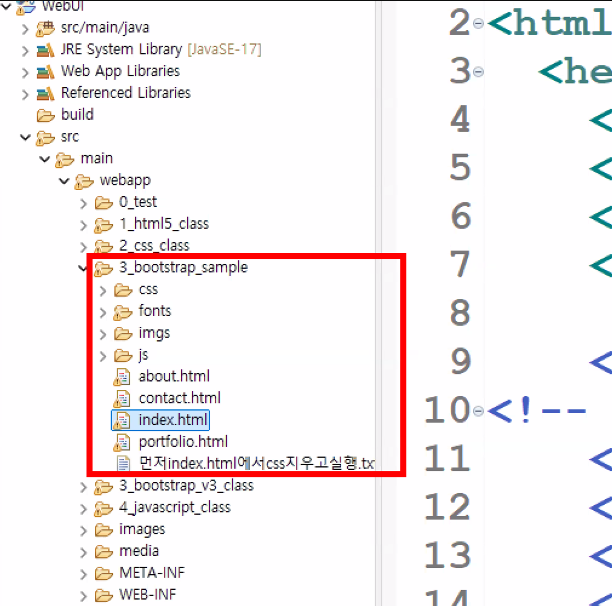 WebUI
src/main/java
JRE System Library [JavaSE-17]
Web App Libraries
Referenced Libraries
build
src
main
webapp
0_test
1_html5_class
2_css_class
3_bootstrap_sample
css
fonts
imgs
js
about.html
contact.html
index.html
portfolio.html
먼저index.html에서css지우고실행.tx
3_bootstrap_v3_class
4_javascript_class
images
media
META-INF
WEB-INF
2 <html
3 <he
4 <
5 <
6 <
7 <
8
9 <
10 <!--
11 <
12 <
13 <
14 <